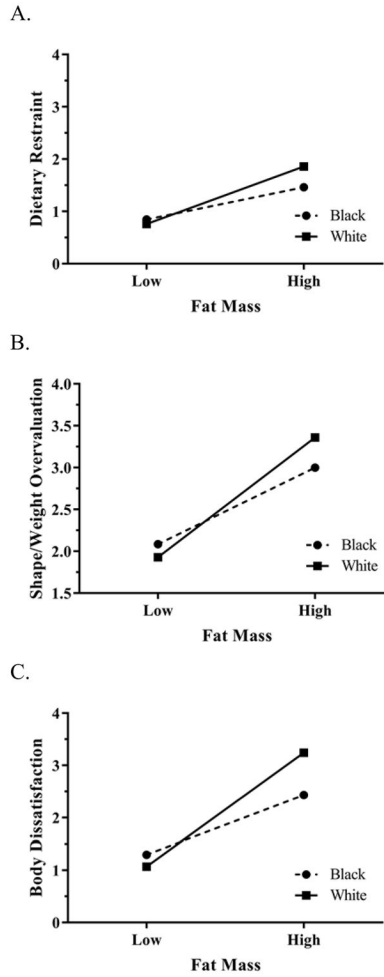 A.
Dietary Restraint
4
3
2
1
0
Black
White
Low
High
Fat Mass
B.
Shape/Weight Overvaluation
4.0
3.5
3.0
2.5
2.0
1.5
Black
White
Low
High
Fat Mass
C.
Body Dissatisfaction
4
3
2
1
0
Black
White
Low
High
Fat Mass